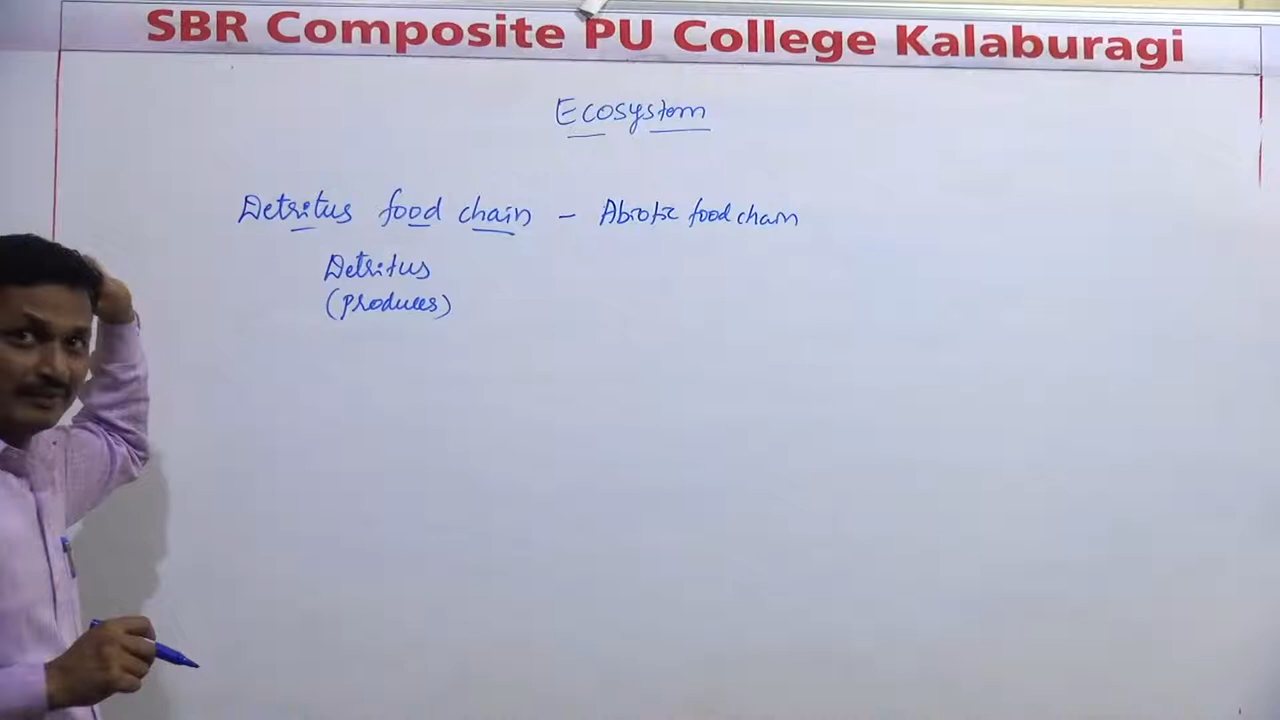 SBR Composite PU College Kalaburagi
Ecosystem
Detritus food chain - Abiotic food chain
Detritus
(Produces)